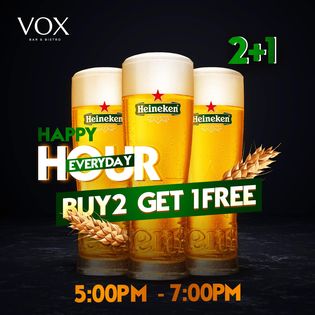 VOX
BAR & BISTRO
2+1
Heineken
Heineken
Heineken
HAPPY
HOUR
EVERYDAY
BUY2 GET 1FREE
5:00PM - 7:00PM